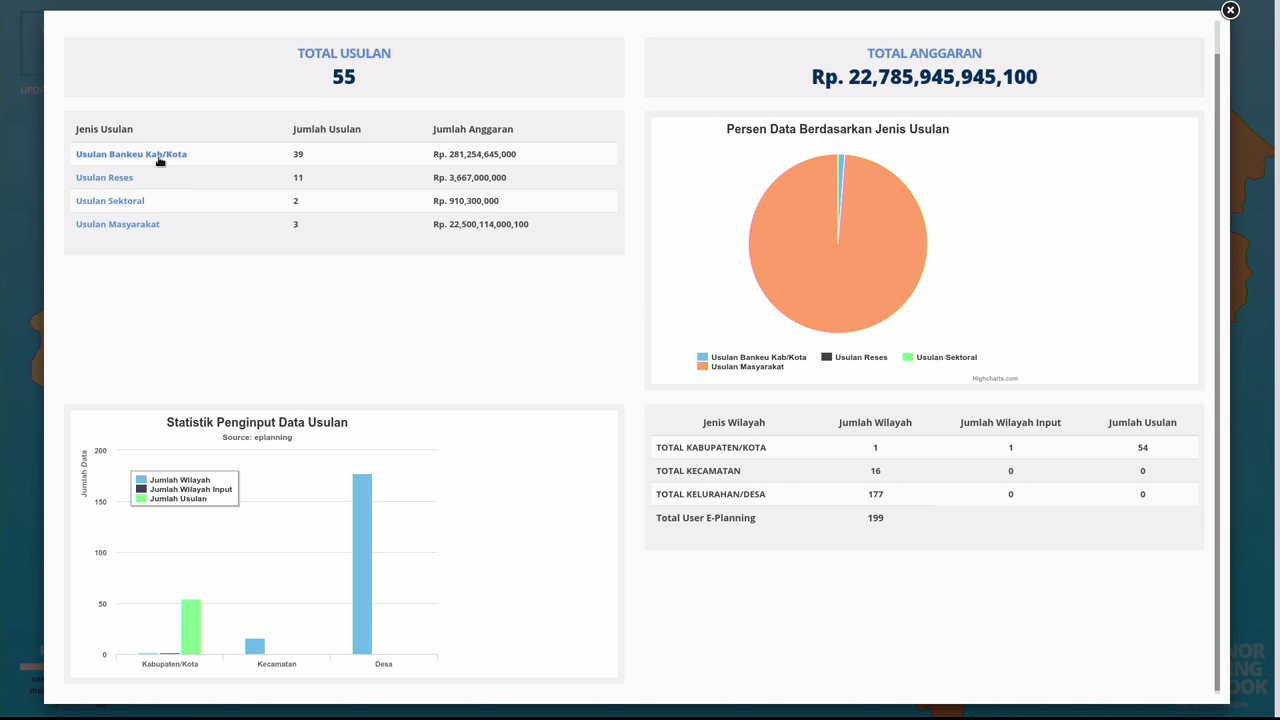 TOTAL USULAN
55
TOTAL ANGGARAN
Rp. 22,785,945,945,100
Jenis Usulan Jumlah Usulan Jumlah Anggaran
Usulan Bankeu Kab/Kota 39 Rp. 281,254,645,000
Usulan Reses 11 Rp. 3,667,000,000
Usulan Sektoral 2 Rp. 910,300,000
Usulan Masyarakat 3 Rp. 22,500,114,000,100
Persen Data Berdasarkan Jenis Usulan
Usulan Bankeu Kab/Kota Usulan Reses Usulan Sektoral
Usulan Masyarakat
Highcharts.com
Statistik Penginput Data Usulan
Source: eplanning
Jumlah Data
200
150
100
50
0
Jumlah Wilayah
Jumlah Wilayah Input
Jumlah Usulan
Kabupaten/Kota Kecamatan Desa
Jenis Wilayah Jumlah Wilayah Jumlah Wilayah Input Jumlah Usulan
TOTAL KABUPATEN/KOTA 1 1 54
TOTAL KECAMATAN 16 0 0
TOTAL KELURAHAN/DESA 177 0 0
Total User E-Planning 199